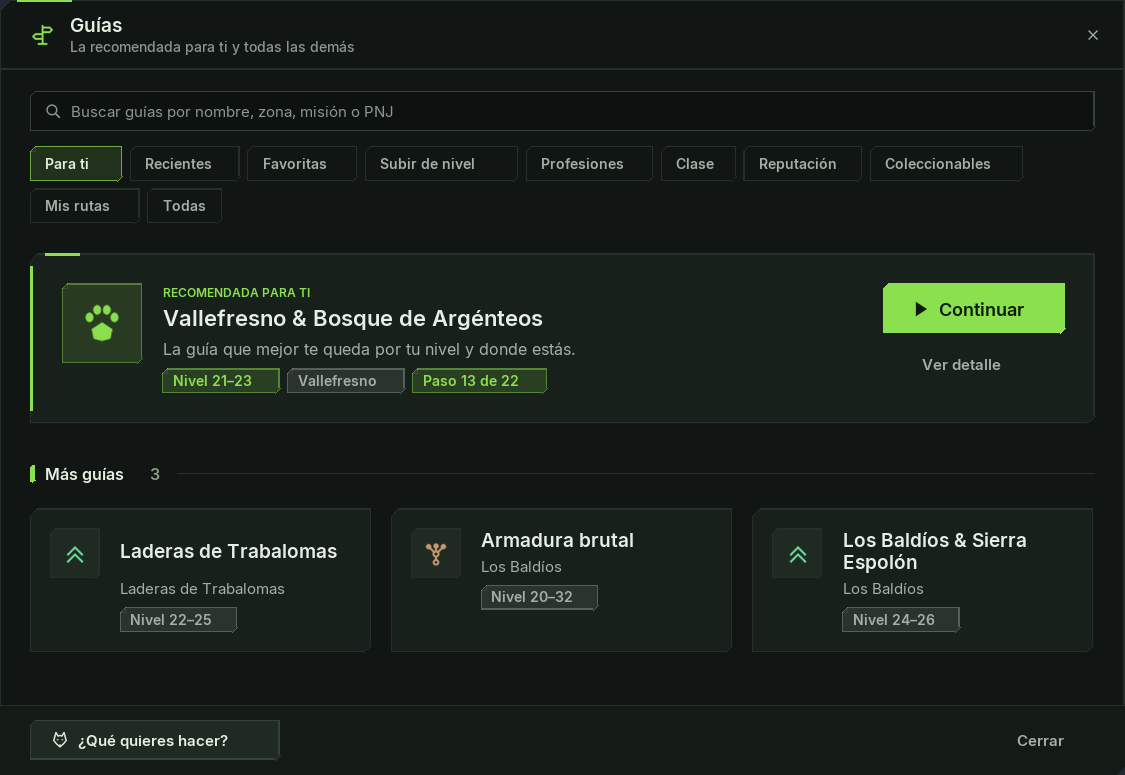 Guías
La recomendada para ti y todas las demás
Buscar guías por nombre, zona, misión o PNJ
Para ti
Recientes
Favoritas
Subir de nivel
Profesiones
Clase
Reputación
Coleccionables
Mis rutas
Todas
RECOMENDADA PARA TI
Vallefresno & Bosque de Argénteos
La guía que mejor te queda por tu nivel y donde estás.
Nivel 21–23
Vallefresno
Paso 13 de 22
Continuar
Ver detalle
Más guías 3
Laderas de Trabalomas
Laderas de Trabalomas
Nivel 22–25
Armadura brutal
Los Baldíos
Nivel 20–32
Los Baldíos & Sierra
Espolón
Los Baldíos
Nivel 24–26
¿Qué quieres hacer?
Cerrar